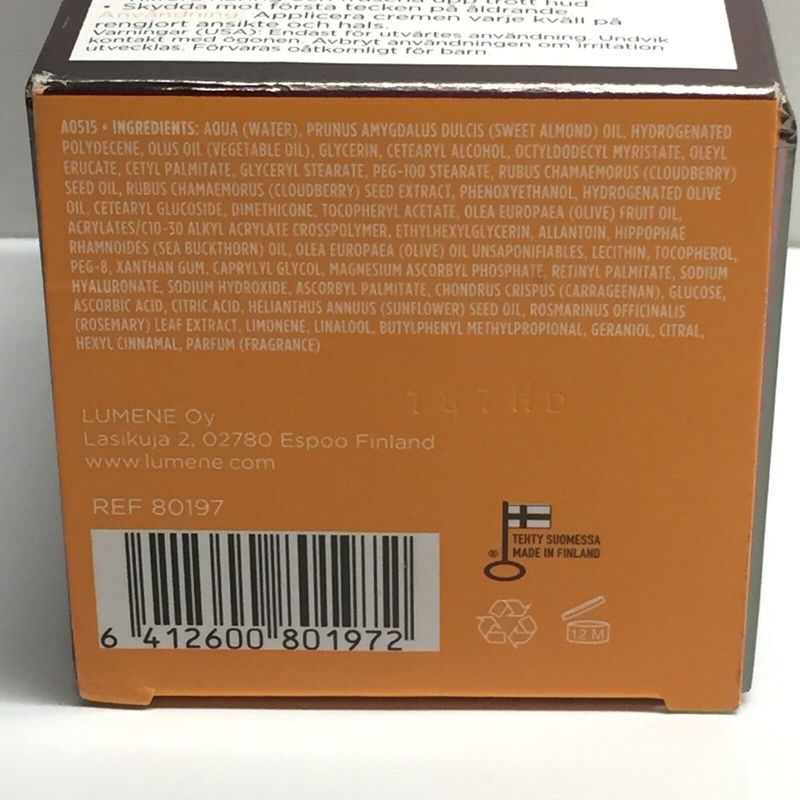 • Skydda mot första tecken på åldrande.
Användning: Applicera cremen varje kväll på
rengjort ansikte och hals.
Varningar (USA): Endast för utvärtes användning. Undvik
kontakt med ögonen. Avbryt användningen om irritation
utvecklas. Förvaras oåtkomligt för barn.
A0515 • INGREDIENTS: AQUA (WATER), PRUNUS AMYGDALUS DULCIS (SWEET ALMOND) OIL, HYDROGENATED
POLYDECENE, OLUS OIL (VEGETABLE OIL), GLYCERIN, CETEARYL ALCOHOL, OCTYLDODECYL MYRISTATE, OLEYL
ERUCATE, CETYL PALMITATE, GLYCERYL STEARATE, PEG-100 STEARATE, RUBUS CHAMAEMORUS (CLOUDBERRY)
SEED OIL, RUBUS CHAMAEMORUS (CLOUDBERRY) SEED EXTRACT, PHENOXYETHANOL, HYDROGENATED OLIVE
OIL, CETEARYL GLUCOSIDE, DIMETHICONE, TOCOPHERYL ACETATE, OLEA EUROPAEA (OLIVE) FRUIT OIL,
ACRYLATES/C10-30 ALKYL ACRYLATE CROSSPOLYMER, ETHYLHEXYLGLYCERIN, ALLANTOIN, HIPPOPHAE
RHAMNOIDES (SEA BUCKTHORN) OIL, OLEA EUROPAEA (OLIVE) OIL UNSAPONIFIABLES, LECITHIN, TOCOPHEROL,
PEG-8, XANTHAN GUM, CAPRYLYL GLYCOL, MAGNESIUM ASCORBYL PHOSPHATE, RETINYL PALMITATE, SODIUM
HYALURONATE, SODIUM HYDROXIDE, ASCORBYL PALMITATE, CHONDRUS CRISPUS (CARRAGEENAN), GLUCOSE,
ASCORBIC ACID, CITRIC ACID, HELIANTHUS ANNUUS (SUNFLOWER) SEED OIL, ROSMARINUS OFFICINALIS
(ROSEMARY) LEAF EXTRACT, LIMONENE, LINALOOL, BUTYLPHENYL METHYLPROPIONAL, GERANIOL, CITRAL,
HEXYL CINNAMAL, PARFUM (FRAGRANCE)
187HD
LUMENE Oy
Lasikuja 2, 02780 Espoo Finland
www.lumene.com
REF 80197
6 412600 801972
® TEHTY SUOMESSA
MADE IN FINLAND
12 M